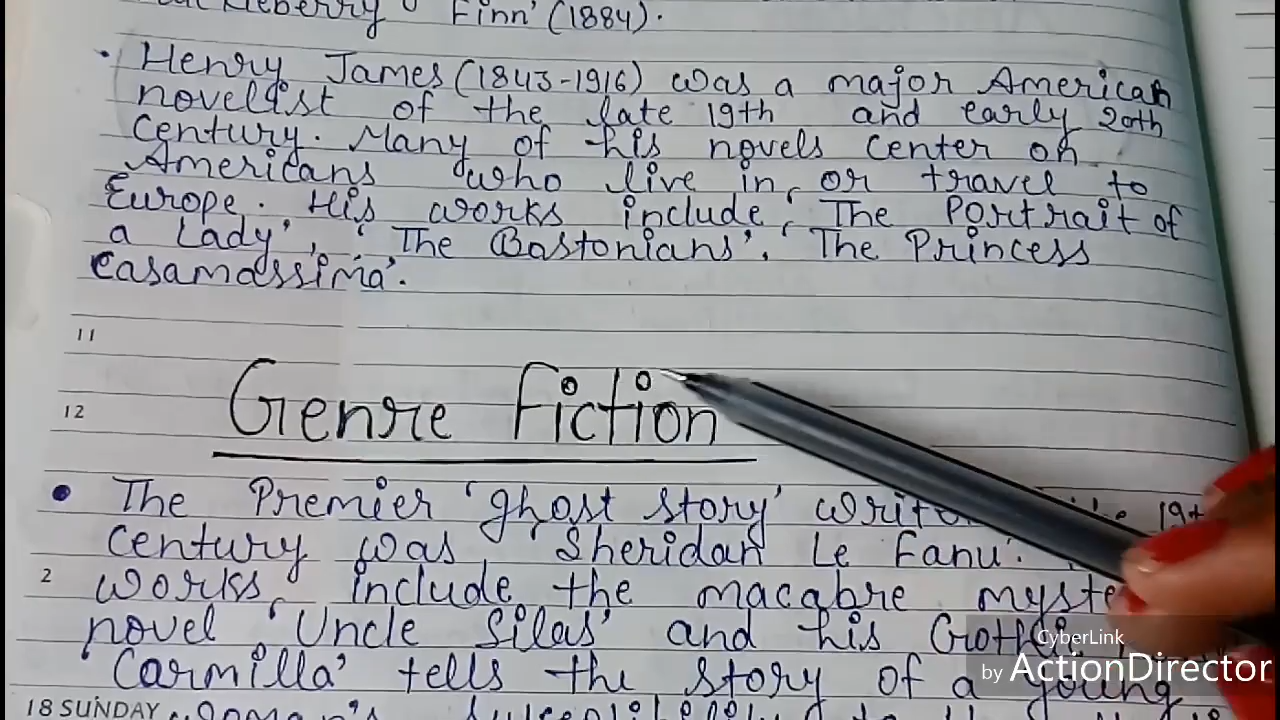 Finn' (1884).
• Henry James (1843-1916) was a major American
novelist of the late 19th and early 20th
century. Many of his novels center on
Americans who live in or travel to
Europe. His works include 'The Portrait of
a Lady', 'The Bostonians', 'The Princess
Casamassima'.
11
Genre Fiction
12
• The Premier 'ghost story' 19th
century was 'Sheridan Le Fanu'.
2
works include the macabre
novel 'Uncle Silas' and his Gothic
'Carmilla' tells the story of a young
18 SUNDAY
CyberLink
by ActionDirector